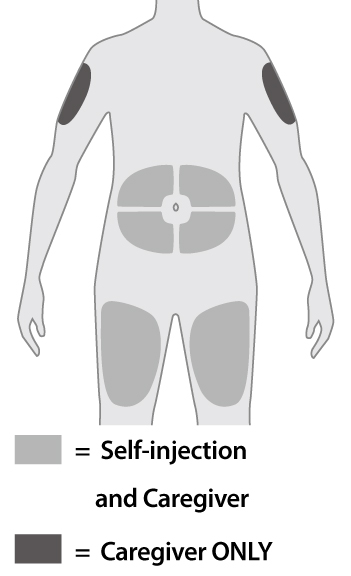 = Self-injection
and Caregiver
= Caregiver ONLY